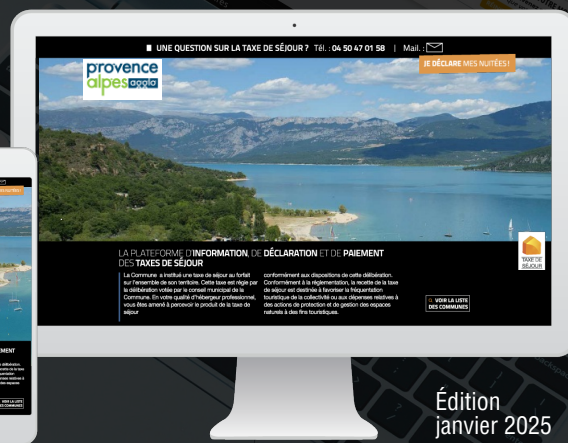 ■ UNE QUESTION SUR LA TAXE DE SÉJOUR ? Tél. : 04 50 47 01 58 | Mail. :
JE DÉCLARE MES NUITÉES !
provence
alpes agglo
LA PLATEFORME D'INFORMATION, DE DÉCLARATION ET DE PAIEMENT
DES TAXES DE SÉJOUR
La Commune a institué une taxe de séjour au forfait
sur l'ensemble de son territoire. Cette taxe est régie par
la délibération votée par le conseil municipal de la
Commune. En votre qualité d'hébergeur professionnel,
vous êtes amené à percevoir le produit de la taxe de
séjour
conformément aux dispositions de cette délibération.
Conformément à la réglementation, la recette de la taxe
de séjour est destinée à favoriser la fréquentation
touristique de la collectivité ou aux dépenses relatives à
des actions de protection et de gestion des espaces
naturels à des fins touristiques.
TAXE DE
SÉJOUR
VOIR LA LISTE
DES COMMUNES
Édition
janvier 2025